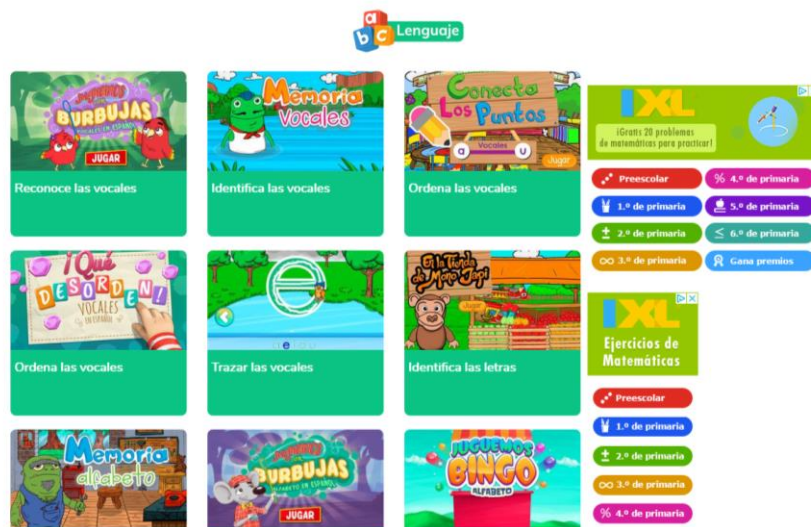 a
b c Lenguaje
Juguemos
con
BURBUJAS
VOCALES EN ESPAÑOL
JUGAR
Reconoce las vocales
Memoria
Vocales
Identifica las vocales
Conecta
Los Puntos
Vocales
a u
Jugar
Ordena las vocales
IXL
¡Gratis 20 problemas
de matemáticas para practicar!
Preescolar
% 4.º de primaria
1.º de primaria
5.º de primaria
± 2.º de primaria
≤ 6.º de primaria
∞ 3.º de primaria
Gana premios
¡Qué
DESORDEN!
VOCALES
EN ESPAÑOL
Ordena las vocales
e
Trazar las vocales
En la Tienda
de Mono Japi
Jugar
Identifica las letras
IXL
Ejercicios de
Matemáticas
Preescolar
1.º de primaria
± 2.º de primaria
∞ 3.º de primaria
% 4.º de primaria
Memoria
alfabeto
Juguemos
con
BURBUJAS
ALFABETO EN ESPAÑOL
JUGAR
JUGUEMOS
BINGO
ALFABETO